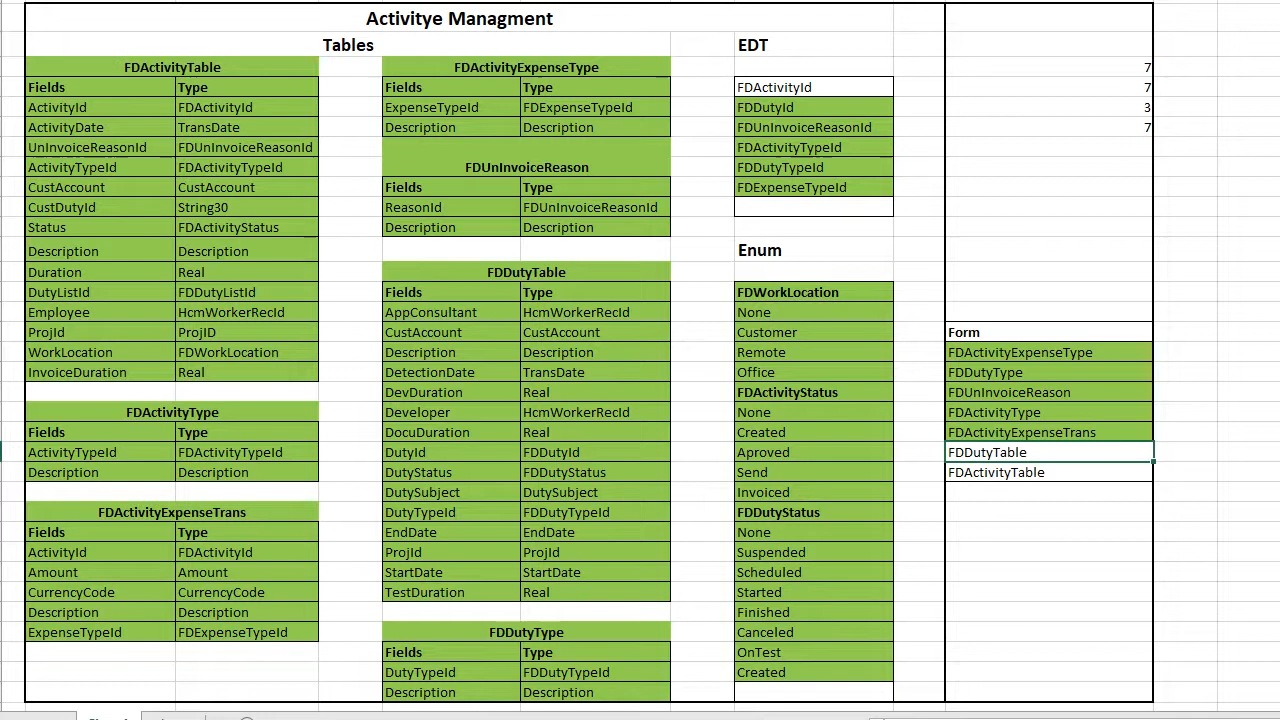 Activitye Managment
Tables
FDActivityTable
Fields Type
ActivityId FDActivityId
ActivityDate TransDate
UnInvoiceReasonId FDUnInvoiceReasonId
ActivityTypeId FDActivityTypeId
CustAccount CustAccount
CustDutyId String30
Status FDActivityStatus
Description Description
Duration Real
DutyListId FDDutyListId
Employee HcmWorkerRecId
ProjId ProjID
WorkLocation FDWorkLocation
InvoiceDuration Real
FDActivityType
Fields Type
ActivityTypeId FDActivityTypeId
Description Description
FDActivityExpenseTrans
Fields Type
ActivityId FDActivityId
Amount Amount
CurrencyCode CurrencyCode
Description Description
ExpenseTypeId FDExpenseTypeId
FDActivityExpenseType
Fields Type
ExpenseTypeId FDExpenseTypeId
Description Description
FDUnInvoiceReason
Fields Type
ReasonId FDUnInvoiceReasonId
Description Description
FDDutyTable
Fields Type
AppConsultant HcmWorkerRecId
CustAccount CustAccount
Description Description
DetectionDate TransDate
DevDuration Real
Developer HcmWorkerRecId
DocuDuration Real
DutyId FDDutyId
DutyStatus FDDutyStatus
DutySubject DutySubject
DutyTypeId FDDutyTypeId
EndDate EndDate
ProjId ProjId
StartDate StartDate
TestDuration Real
FDDutyType
Fields Type
DutyTypeId FDDutyTypeId
Description Description
EDT
FDActivityId
FDDutyId
FDUnInvoiceReasonId
FDActivityTypeId
FDDutyTypeId
FDExpenseTypeId
Enum
FDWorkLocation
None
Customer
Remote
Office
FDActivityStatus
None
Created
Aproved
Send
Invoiced
FDDutyStatus
None
Suspended
Scheduled
Started
Finished
Canceled
OnTest
Created
7
7
3
7
Form
FDActivityExpenseType
FDDutyType
FDUnInvoiceReason
FDActivityType
FDActivityExpenseTrans
FDDutyTable
FDActivityTable